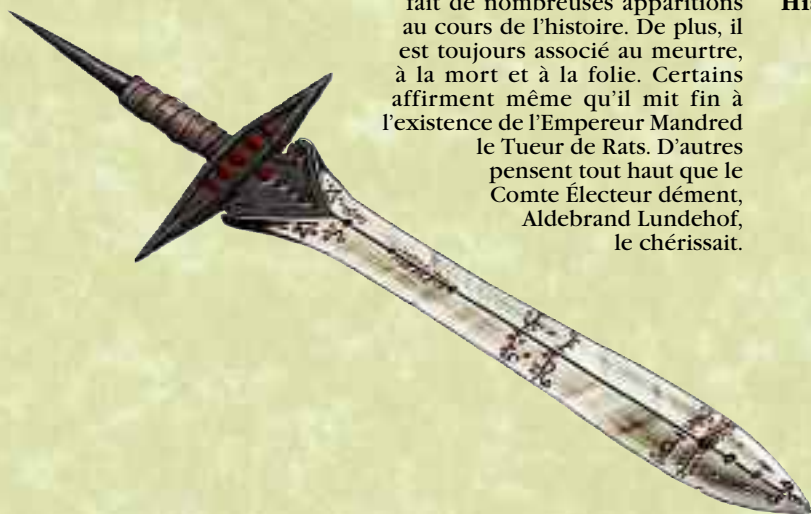 fait de nombreuses apparitions
au cours de l'histoire. De plus, il
est toujours associé au meurtre,
à la mort et à la folie. Certains
affirment même qu'il mit fin à
l'existence de l'Empereur Mandred
le Tueur de Rats. D'autres
pensent tout haut que le
Comte Électeur dément,
Aldebrand Lundehof,
le chérissait.